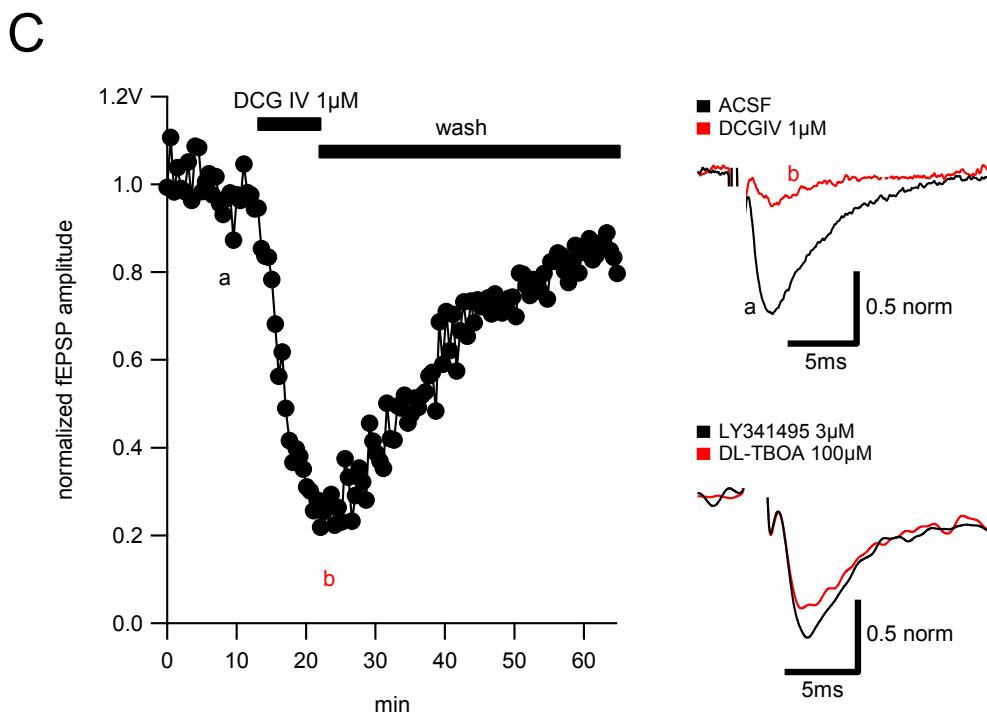 C
1.2V
1.0
0.8
0.6
0.4
0.2
0.0
normalized fEPSP amplitude
0
10
20
30
40
50
60
min
DCG IV 1µM
wash
a
b
ACSF
DCGIV 1µM
b
a
0.5 norm
5ms
LY341495 3µM
DL-TBOA 100µM
0.5 norm
5ms